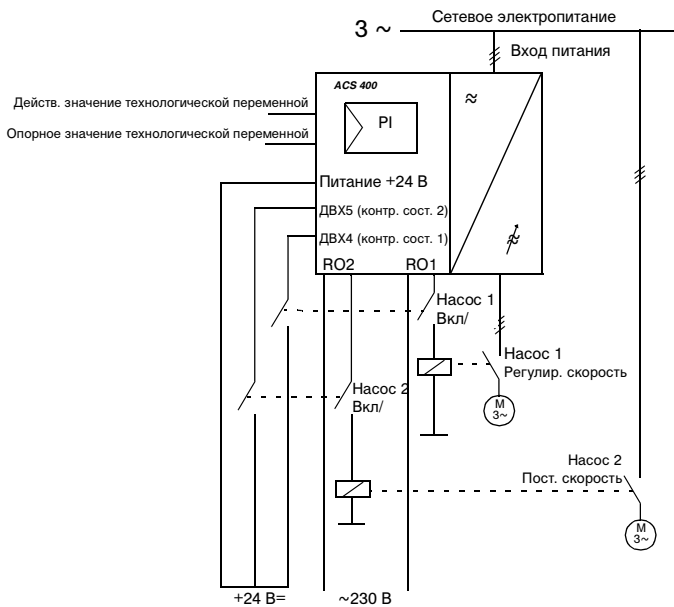 Сетевое электропитание
3 ~
Вход питания
ACS 400
≈
Действ. значение технологической переменной
PI
Опорное значение технологической переменной
Питание +24 В
ДВХ5 (контр. сост. 2)
ДВХ4 (контр. сост. 1)
≈
RO2
RO1
Насос 1
Вкл/
Насос 1
Регулир. скорость
Насос 2
Вкл/
M
3~
Насос 2
Пост. скорость
M
3~
+24 В=
~230 В